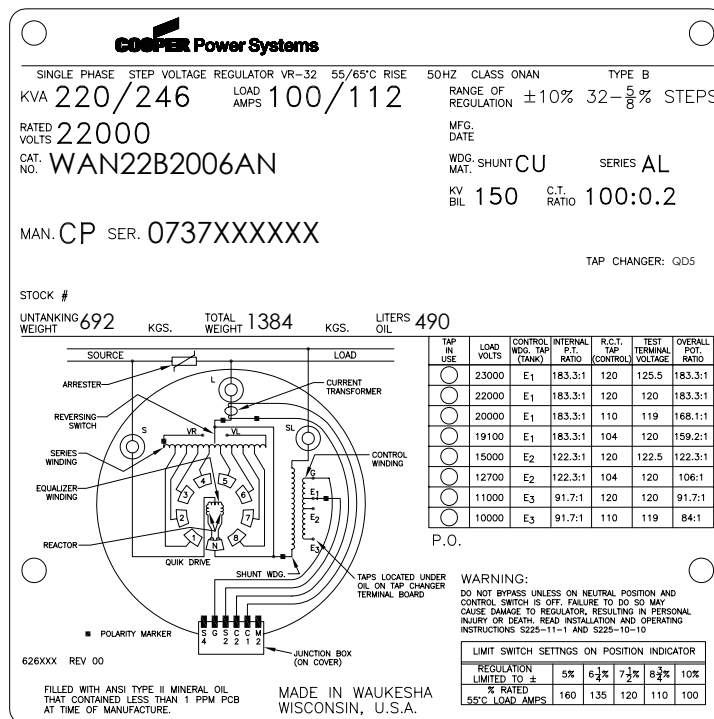 COOPER Power Systems
SINGLE PHASE STEP VOLTAGE REGULATOR VR-32 55/65°C RISE 50HZ CLASS ONAN TYPE B
KVA 220/246 LOAD AMPS 100/112 RANGE OF REGULATION ±10% 32-5/8% STEPS
RATED VOLTS 22000 MFG. DATE
CAT. NO. WAN22B2006AN WDG. MAT. SHUNT CU SERIES AL
KV BIL 150 C.T. RATIO 100:0.2
MAN. CP SER. 0737XXXXXX
TAP CHANGER: QD5
STOCK #
UNTANKING WEIGHT 692 KGS. TOTAL WEIGHT 1384 KGS. LITERS OIL 490
SOURCE LOAD
ARRESTER
L
CURRENT TRANSFORMER
REVERSING SWITCH
S
VR VL
SL
SERIES WINDING
CONTROL WINDING
EQUALIZER WINDING
G
E1
E2
E3
1 2 3 4 5 6 7 8 N
REACTOR
QUIK DRIVE
SHUNT WDG.
TAPS LOCATED UNDER OIL ON TAP CHANGER TERMINAL BOARD
S4 G S2 C2 C1 M2
JUNCTION BOX (ON COVER)
■ POLARITY MARKER
626XXX REV 00
FILLED WITH ANSI TYPE II MINERAL OIL
THAT CONTAINED LESS THAN 1 PPM PCB
AT TIME OF MANUFACTURE.
MADE IN WAUKESHA
WISCONSIN, U.S.A.
TAP IN USE LOAD VOLTS CONTROL WDG. TAP (TANK) INTERNAL P.T. RATIO R.C.T. TAP (CONTROL) TEST TERMINAL VOLTAGE OVERALL POT. RATIO
23000 E1 183.3:1 120 125.5 183.3:1
22000 E1 183.3:1 120 120 183.3:1
20000 E1 183.3:1 110 119 168.1:1
19100 E1 183.3:1 104 120 159.2:1
15000 E2 122.3:1 120 122.5 122.3:1
12700 E2 122.3:1 104 120 106:1
11000 E3 91.7:1 120 120 91.7:1
10000 E3 91.7:1 110 119 84:1
P.O.
WARNING:
DO NOT BYPASS UNLESS ON NEUTRAL POSITION AND
CONTROL SWITCH IS OFF. FAILURE TO DO SO MAY
CAUSE DAMAGE TO REGULATOR, RESULTING IN PERSONAL
INJURY OR DEATH. READ INSTALLATION AND OPERATING
INSTRUCTIONS S225-11-1 AND S225-10-10
LIMIT SWITCH SETTNGS ON POSITION INDICATOR
REGULATION LIMITED TO ± 5% 6 1/4% 7 1/2% 8 3/4% 10%
% RATED 55°C LOAD AMPS 160 135 120 110 100